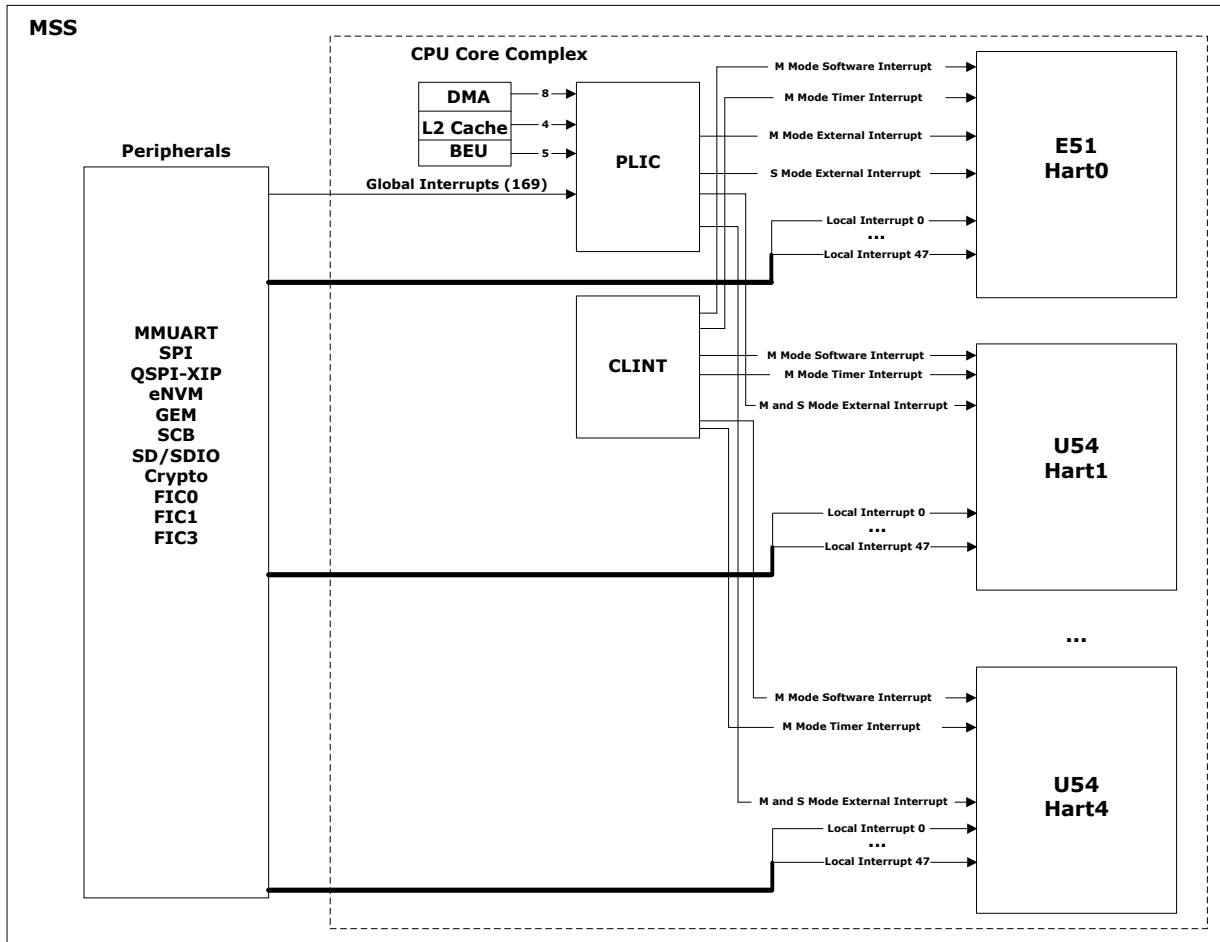 MSS
CPU Core Complex
DMA
8
L2 Cache
4
BEU
5
PLIC
Peripherals
Global Interrupts (169)
M Mode Software Interrupt
M Mode Timer Interrupt
M Mode External Interrupt
S Mode External Interrupt
Local Interrupt 0
...
Local Interrupt 47
E51
Hart0
MMUART
SPI
QSPI-XIP
eNVM
GEM
SCB
SD/SDIO
Crypto
FIC0
FIC1
FIC3
CLINT
M Mode Software Interrupt
M Mode Timer Interrupt
M and S Mode External Interrupt
Local Interrupt 0
...
Local Interrupt 47
U54
Hart1
...
M Mode Software Interrupt
M Mode Timer Interrupt
M and S Mode External Interrupt
Local Interrupt 0
...
Local Interrupt 47
U54
Hart4